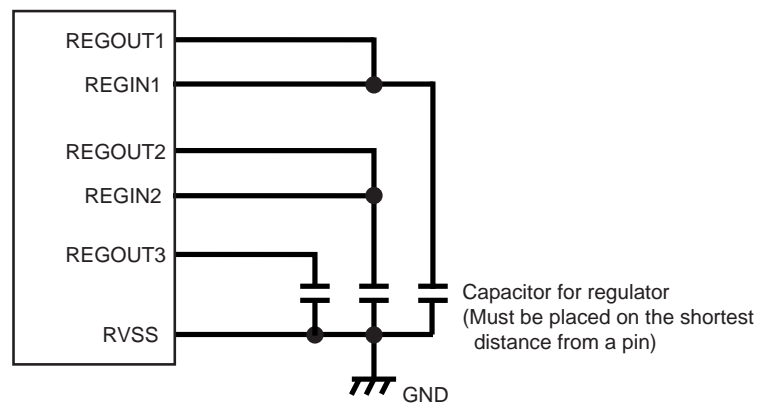 REGOUT1
REGIN1
REGOUT2
REGIN2
REGOUT3
RVSS
Capacitor for regulator
(Must be placed on the shortest
distance from a pin)
GND